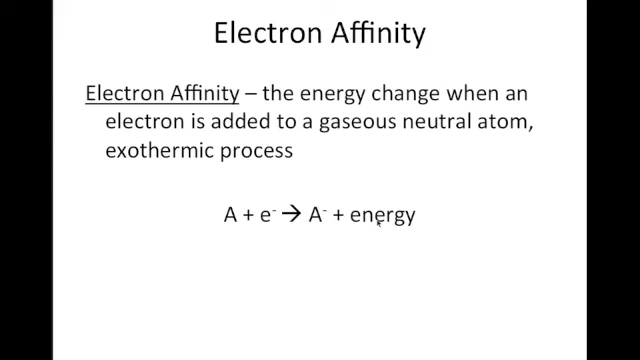 Electron Affinity
Electron Affinity – the energy change when an
electron is added to a gaseous neutral atom,
exothermic process
A + e⁻ → A⁻ + energy